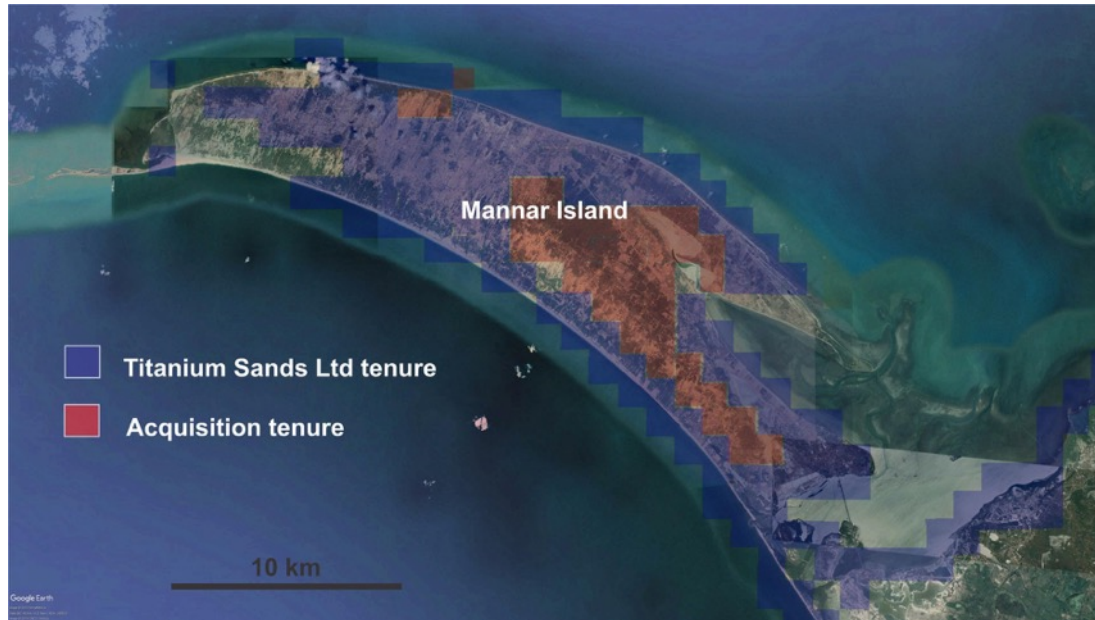 Mannar Island
Titanium Sands Ltd tenure
Acquisition tenure
10 km
Google Earth